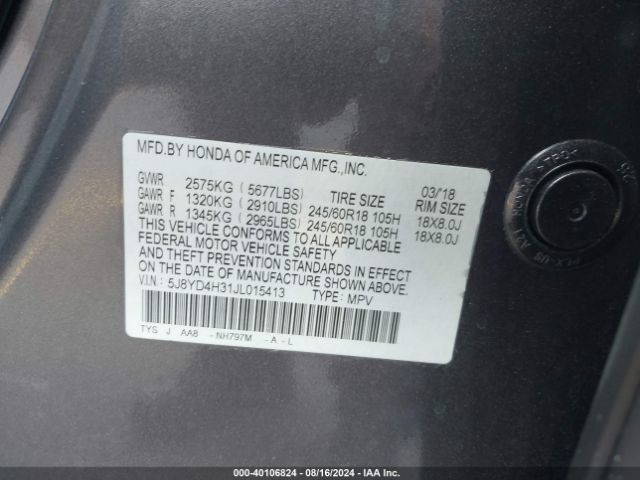 MFD.BY HONDA OF AMERICA MFG.,INC.
GVWR 2575KG (5677LBS) TIRE SIZE 03/18 RIM SIZE
GAWR F 1320KG (2910LBS) 245/60R18 105H 18X8.0J
GAWR R 1345KG (2965LBS) 245/60R18 105H 18X8.0J
THIS VEHICLE CONFORMS TO ALL APPLICABLE
FEDERAL MOTOR VEHICLE SAFETY
AND THEFT PREVENTION STANDARDS IN EFFECT
ON THE DATE OF MANUFACTURE SHOWN ABOVE.
V.I.N.: 5J8YD4H31JL015413 TYPE: MPV
TYS J AA8 -NH797M -A-L
000-40106824 - 08/16/2024 - IAA Inc.